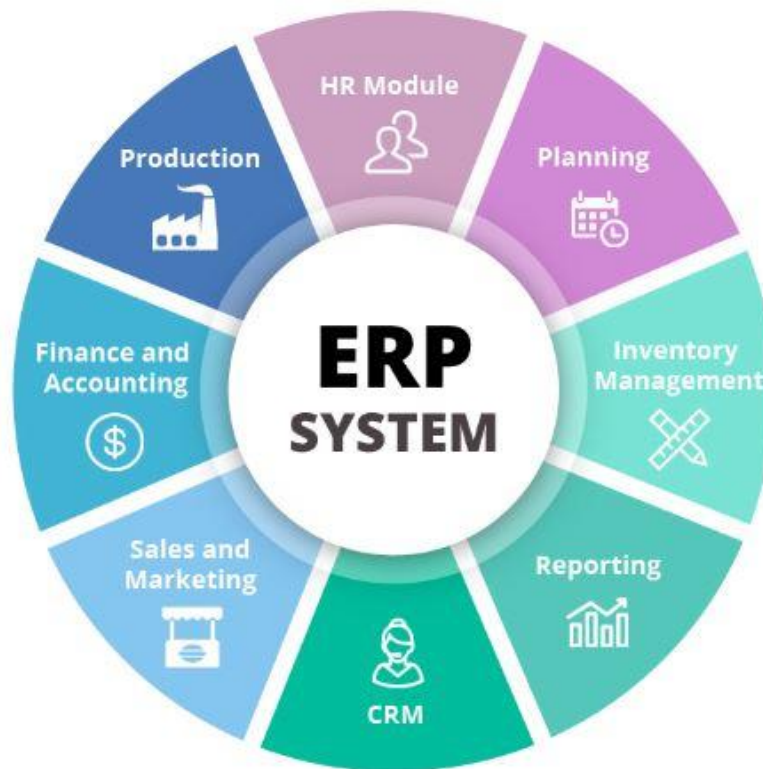 HR Module
Planning
Inventory
Management
Reporting
CRM
Sales and
Marketing
Finance and
Accounting
$
Production
ERP
SYSTEM